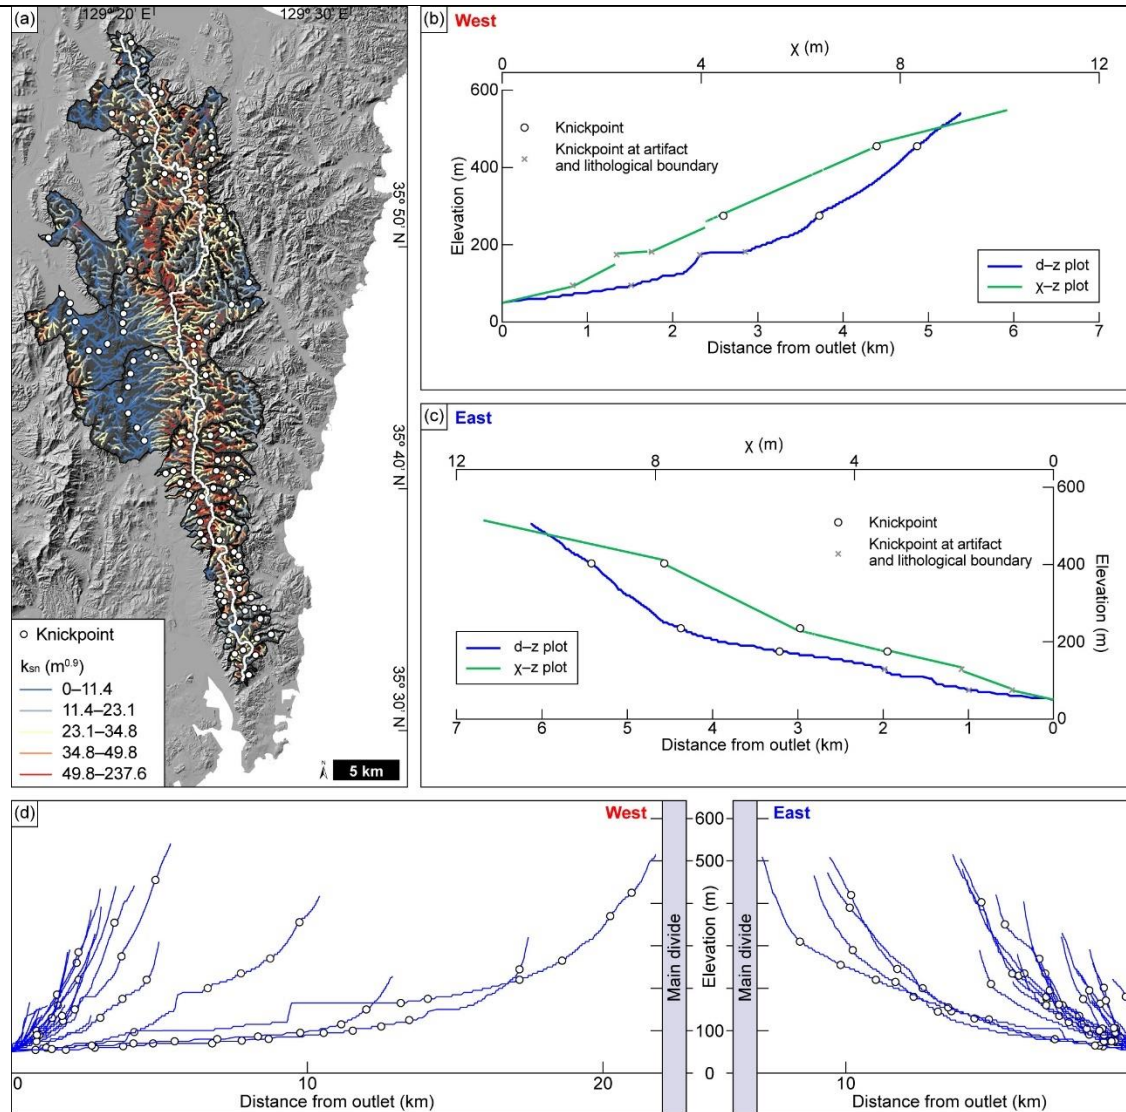 (a)
129° 20' E
129° 30' E
35° 50' N
35° 40' N
35° 30' N
Knickpoint
ksn (m0.9)
0–11.4
11.4–23.1
23.1–34.8
34.8–49.8
49.8–237.6
N
5 km
(b) West
χ (m)
0 4 8 12
600
400
200
0
Elevation (m)
Knickpoint
Knickpoint at artifact
and lithological boundary
d–z plot
χ–z plot
0 1 2 3 4 5 6 7
Distance from outlet (km)
(c) East
χ (m)
12 8 4 0
600
400
200
0
Elevation (m)
Knickpoint
Knickpoint at artifact
and lithological boundary
d–z plot
χ–z plot
7 6 5 4 3 2 1 0
Distance from outlet (km)
(d)
West
East
Main divide
Elevation (m)
Main divide
600
500
400
300
200
100
0
0 10 20
Distance from outlet (km)
10
Distance from outlet (km)